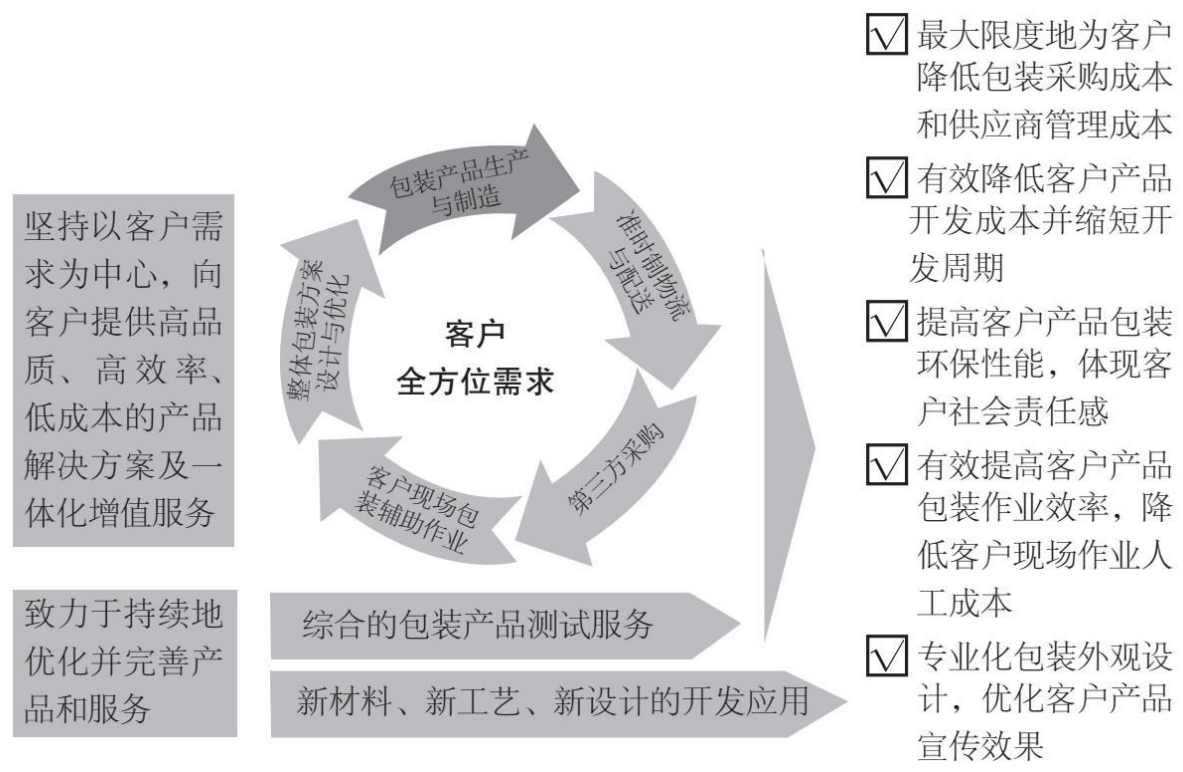 坚持以客户需
求为中心，向
客户提供高品
质、高效率、
低成本的产品
解决方案及一
体化增值服务
致力于持续地
优化并完善产
品和服务
包装产品生产
与制造
准时制物流
与配送
第三方采购
客户现场包
装辅助作业
整体包装方案
设计与优化
客户
全方位需求
综合的包装产品测试服务
新材料、新工艺、新设计的开发应用
√ 最大限度地为客户
降低包装采购成本
和供应商管理成本
√ 有效降低客户产品
开发成本并缩短开
发周期
√ 提高客户产品包装
环保性能，体现客
户社会责任感
√ 有效提高客户产品
包装作业效率，降
低客户现场作业人
工成本
√ 专业化包装外观设
计，优化客户产品
宣传效果